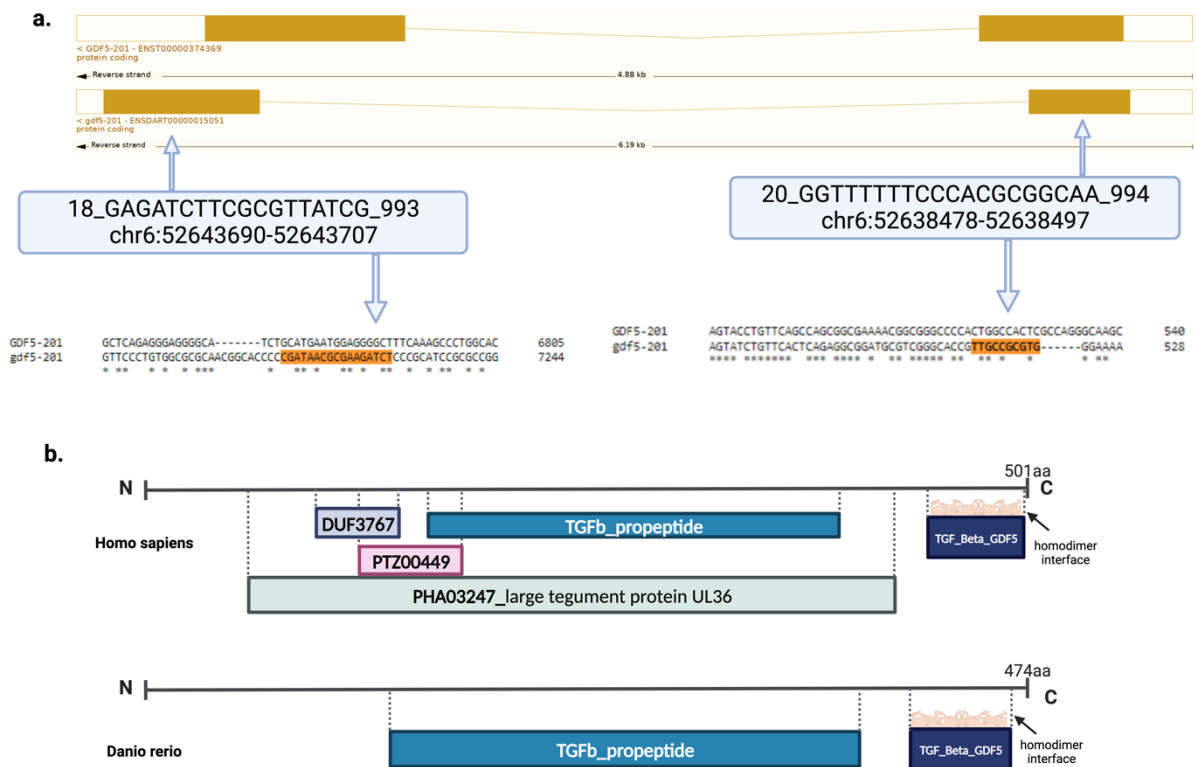 a.
< GDF5-201 - ENST00000374369
protein coding
Reverse strand
4.88 kb
< gdf5-201 - ENSDART00000015051
protein coding
Reverse strand
6.19 kb
18_GAGATCTTCGCGTTATCG_993
chr6:52643690-52643707
20_GGTTTTTTCCCACGCGGCAA_994
chr6:52638478-52638497
GDF5-201 GCTCAGAGGGAGGGGCA-------TCTGCATGAATGGAGGGGCTTTCAAAGCCCTGGCAC 6805
gdf5-201 GTTCCCTGTGGCGCGCAACGGCACCCCCGATAACGCGAAGATCTCCCGCATCCGCGCCGG 7244
* ** * * * *** * ** * ** * ** * * * * *
GDF5-201 AGTACCTGTTCAGCCAGCGGCGAAAACGGCGGGCCCCACTGGCCACTCGCCAGGGCAAGC 540
gdf5-201 AGTATCTGTTCACTCAGAGGCGGATGCGTCGGGCACCGTTGCCGCGTG------GGAAAA 528
**** ******* *** **** * ** ***** ** ** * * * **
b.
N
501aa
C
DUF3767
TGFb_propeptide
TGF_Beta_GDF5
homodimer
interface
Homo sapiens
PTZ00449
PHA03247_large tegument protein UL36
N
474aa
C
TGFb_propeptide
TGF_Beta_GDF5
homodimer
interface
Danio rerio